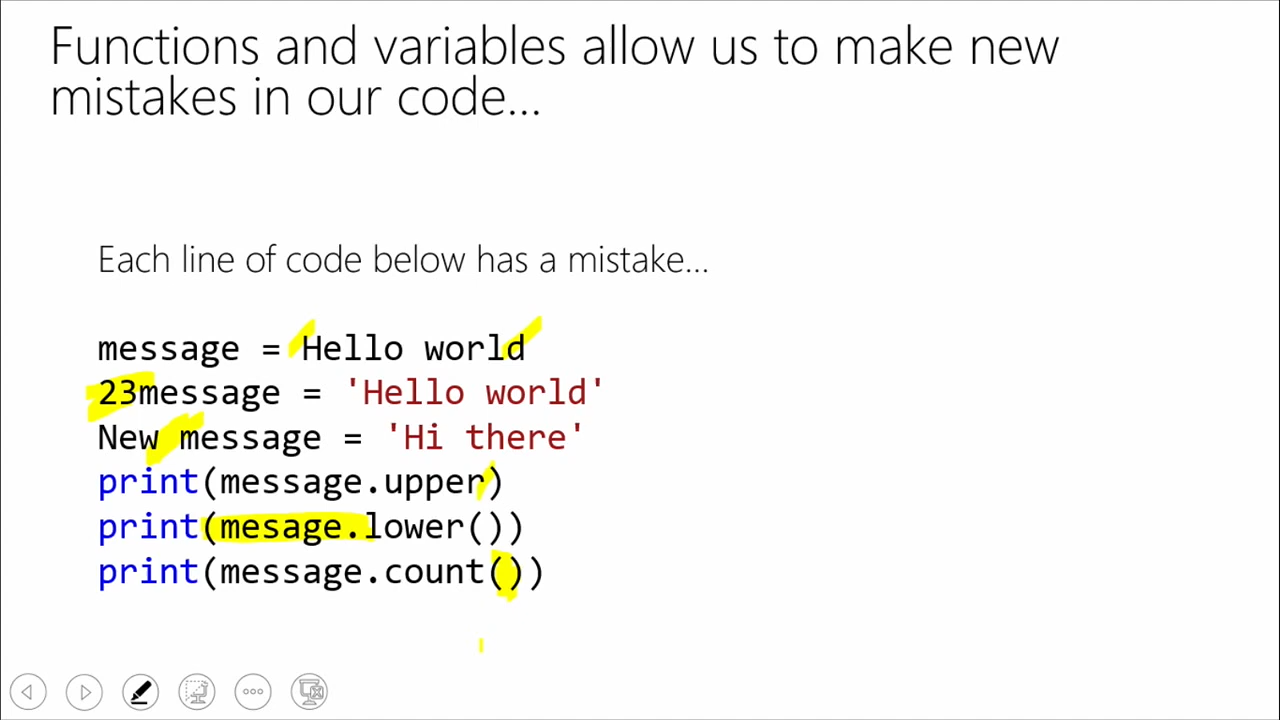 Functions and variables allow us to make new
mistakes in our code...
Each line of code below has a mistake...
message = Hello world
23message = 'Hello world'
New message = 'Hi there'
print(message.upper)
print(mesage.lower())
print(message.count())